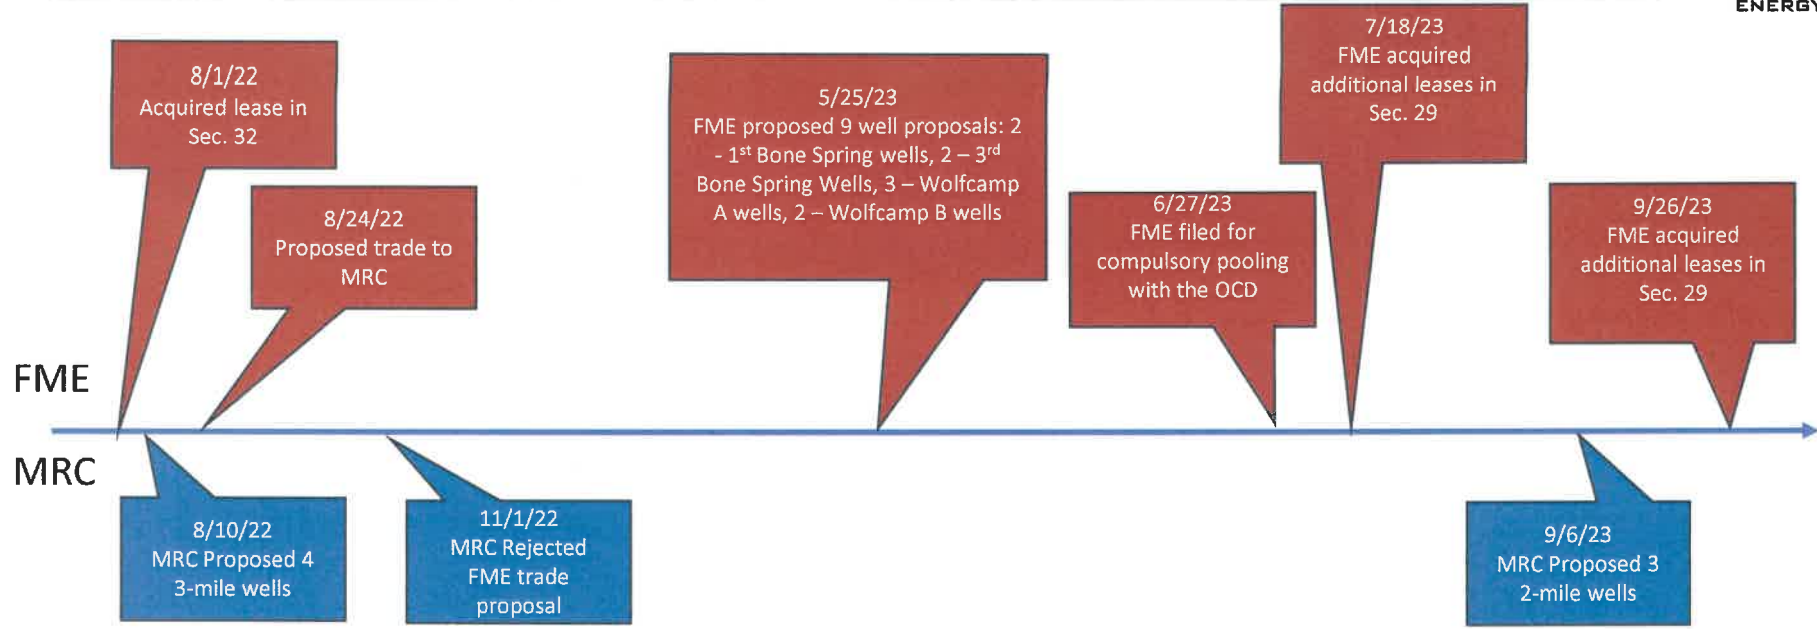 ENERGY
8/1/22
Acquired lease in
Sec. 32
8/24/22
Proposed trade to
MRC
5/25/23
FME proposed 9 well proposals: 2
- 1st Bone Spring wells, 2 – 3rd
Bone Spring Wells, 3 – Wolfcamp
A wells, 2 – Wolfcamp B wells
6/27/23
FME filed for
compulsory pooling
with the OCD
7/18/23
FME acquired
additional leases in
Sec. 29
9/26/23
FME acquired
additional leases in
Sec. 29
FME
MRC
8/10/22
MRC Proposed 4
3-mile wells
11/1/22
MRC Rejected
FME trade
proposal
9/6/23
MRC Proposed 3
2-mile wells